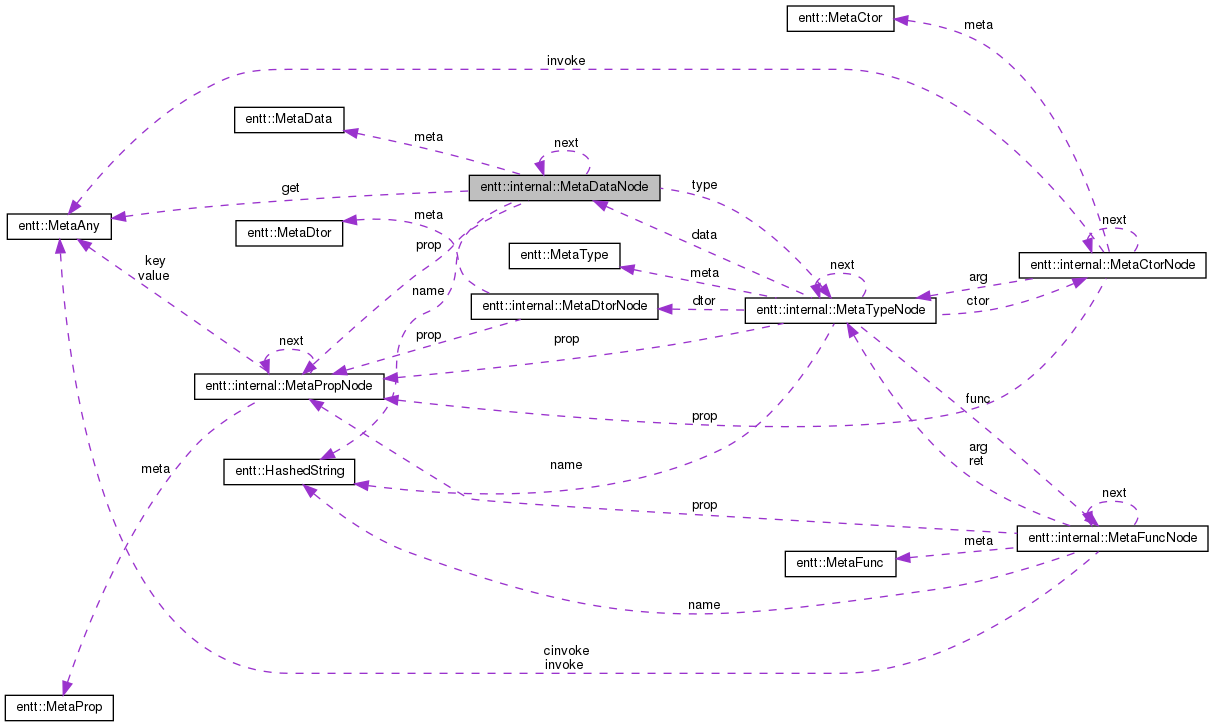 entt::MetaCtor
meta
invoke
entt::MetaData
meta
next
entt::internal::MetaDataNode
type
get
entt::MetaAny
meta
entt::MetaDtor
next
data
prop
entt::MetaType
key
value
meta
entt::internal::MetaCtorNode
next
arg
name
entt::internal::MetaDtorNode
dtor
ctor
entt::internal::MetaTypeNode
prop
prop
next
entt::internal::MetaPropNode
func
prop
arg
ret
meta
entt::HashedString
name
next
prop
entt::internal::MetaFuncNode
meta
entt::MetaFunc
name
cinvoke
invoke
entt::MetaProp